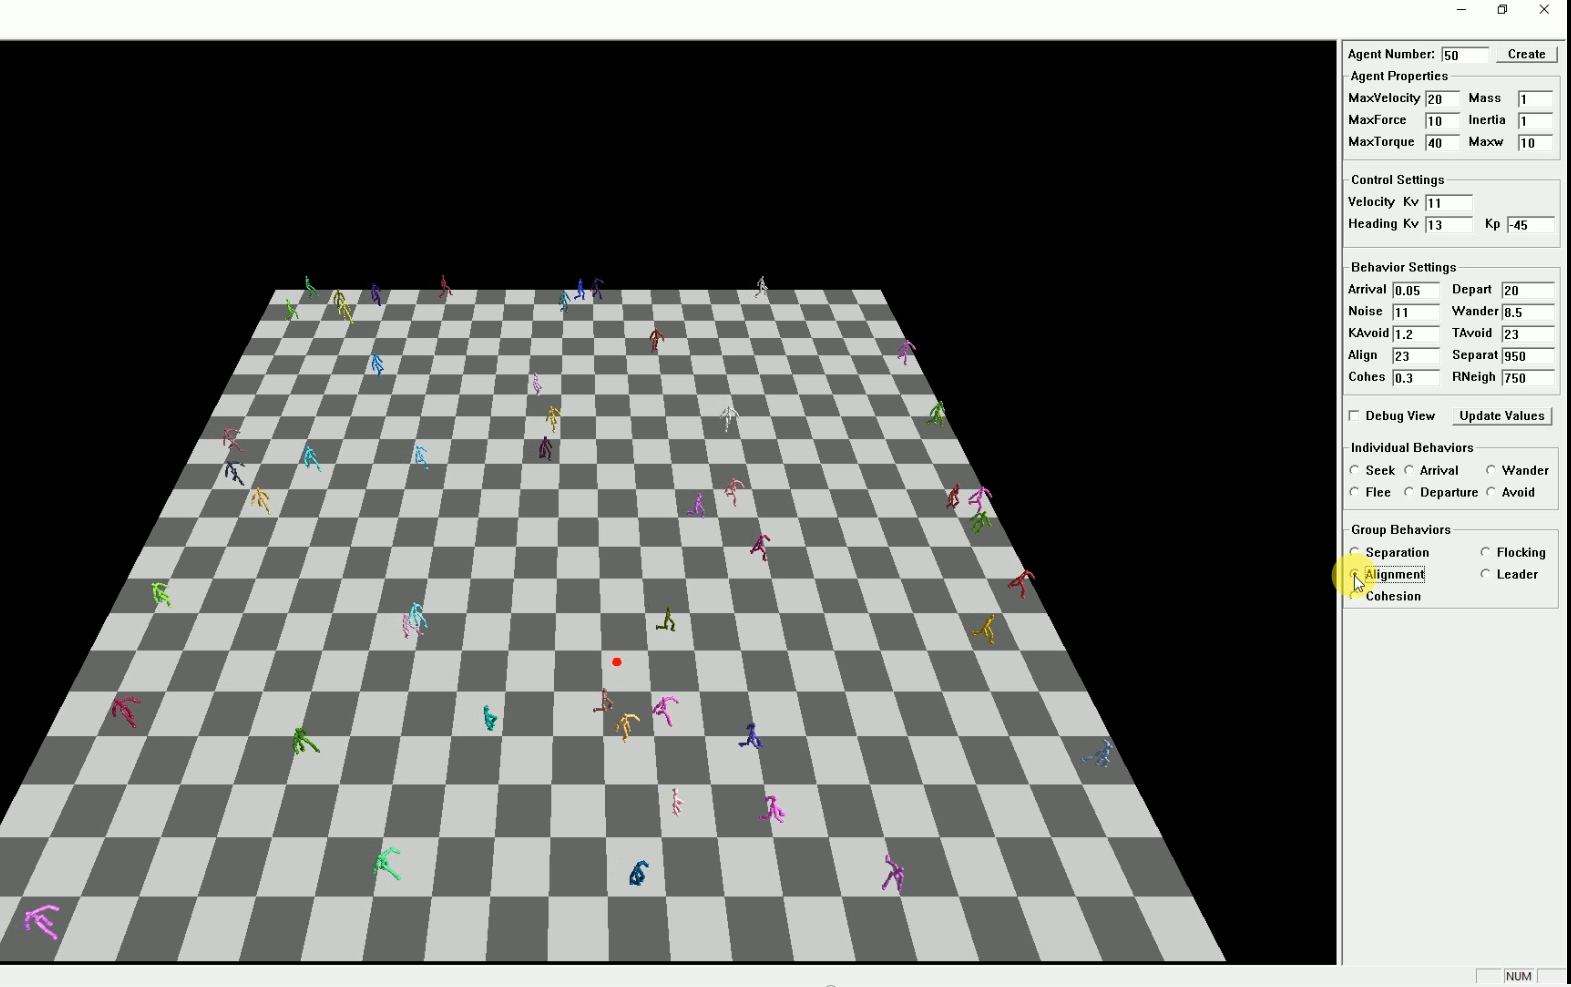 Agent Number: 50 Create
Agent Properties
MaxVelocity 20 Mass 1
MaxForce 10 Inertia 1
MaxTorque 40 Maxw 10
Control Settings
Velocity Kv 11
Heading Kv 13 Kp -45
Behavior Settings
Arrival 0.05 Depart 20
Noise 11 Wander 8.5
KAvoid 1.2 TAvoid 23
Align 23 Separat 950
Cohes 0.3 RNeigh 750
Debug View Update Values
Individual Behaviors
Seek Arrival Wander
Flee Departure Avoid
Group Behaviors
Separation Flocking
Alignment Leader
Cohesion
NUM